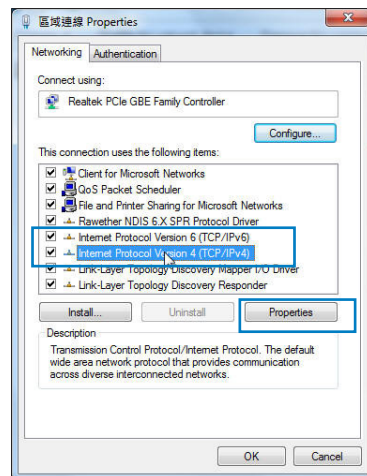 區域連線 Properties
Networking Authentication
Connect using:
Realtek PCIe GBE Family Controller
Configure...
This connection uses the following items:
Client for Microsoft Networks
QoS Packet Scheduler
File and Printer Sharing for Microsoft Networks
Rawether NDIS 6.X SPR Protocol Driver
Internet Protocol Version 6 (TCP/IPv6)
Internet Protocol Version 4 (TCP/IPv4)
Link-Layer Topology Discovery Mapper I/O Driver
Link-Layer Topology Discovery Responder
Install... Uninstall Properties
Description
Transmission Control Protocol/Internet Protocol. The default
wide area network protocol that provides communication
across diverse interconnected networks.
OK Cancel